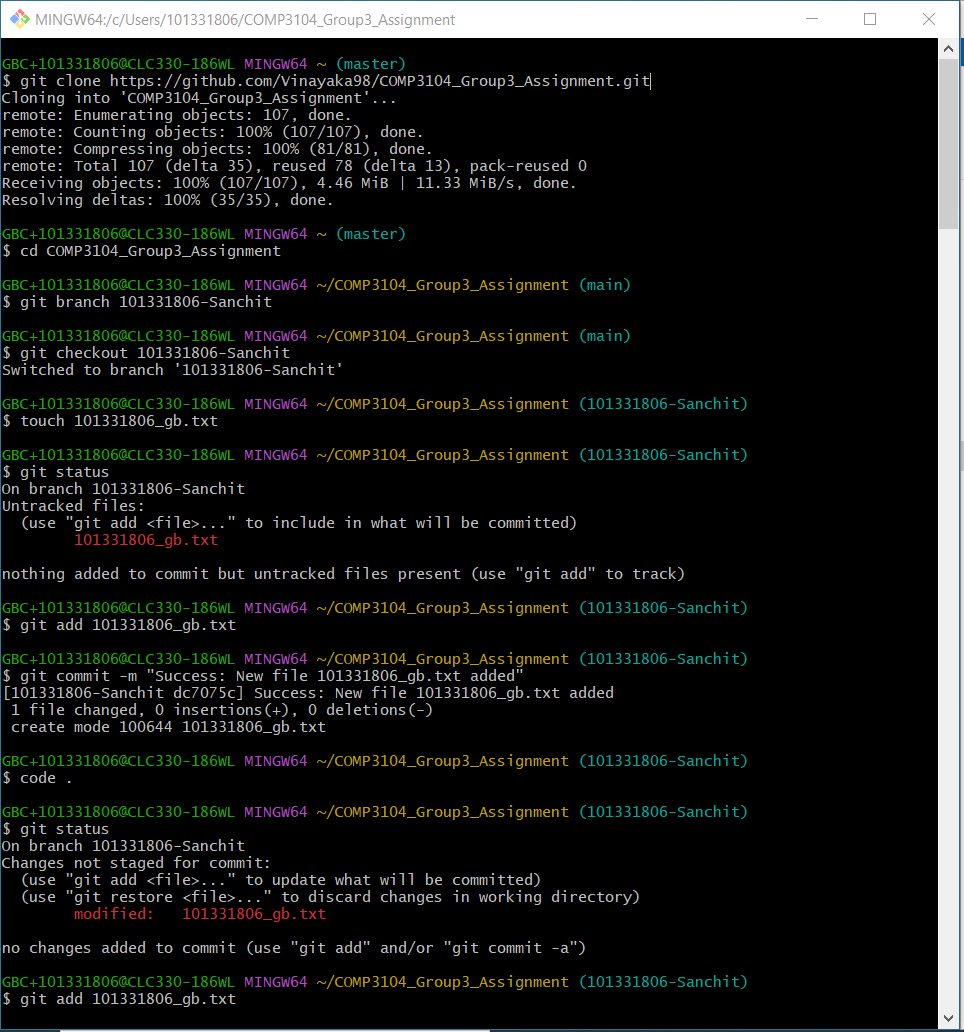 MINGW64:/c/Users/101331806/COMP3104_Group3_Assignment
GBC+101331806@CLC330-186WL MINGW64 ~ (master)
$ git clone https://github.com/Vinayaka98/COMP3104_Group3_Assignment.git
Cloning into 'COMP3104_Group3_Assignment'...
remote: Enumerating objects: 107, done.
remote: Counting objects: 100% (107/107), done.
remote: Compressing objects: 100% (81/81), done.
remote: Total 107 (delta 35), reused 78 (delta 13), pack-reused 0
Receiving objects: 100% (107/107), 4.46 MiB | 11.33 MiB/s, done.
Resolving deltas: 100% (35/35), done.
GBC+101331806@CLC330-186WL MINGW64 ~ (master)
$ cd COMP3104_Group3_Assignment
GBC+101331806@CLC330-186WL MINGW64 ~/COMP3104_Group3_Assignment (main)
$ git branch 101331806-Sanchit
GBC+101331806@CLC330-186WL MINGW64 ~/COMP3104_Group3_Assignment (main)
$ git checkout 101331806-Sanchit
Switched to branch '101331806-Sanchit'
GBC+101331806@CLC330-186WL MINGW64 ~/COMP3104_Group3_Assignment (101331806-Sanchit)
$ touch 101331806_gb.txt
GBC+101331806@CLC330-186WL MINGW64 ~/COMP3104_Group3_Assignment (101331806-Sanchit)
$ git status
On branch 101331806-Sanchit
Untracked files:
  (use "git add <file>..." to include in what will be committed)
        101331806_gb.txt
nothing added to commit but untracked files present (use "git add" to track)
GBC+101331806@CLC330-186WL MINGW64 ~/COMP3104_Group3_Assignment (101331806-Sanchit)
$ git add 101331806_gb.txt
GBC+101331806@CLC330-186WL MINGW64 ~/COMP3104_Group3_Assignment (101331806-Sanchit)
$ git commit -m "Success: New file 101331806_gb.txt added"
[101331806-Sanchit dc7075c] Success: New file 101331806_gb.txt added
 1 file changed, 0 insertions(+), 0 deletions(-)
 create mode 100644 101331806_gb.txt
GBC+101331806@CLC330-186WL MINGW64 ~/COMP3104_Group3_Assignment (101331806-Sanchit)
$ code .
GBC+101331806@CLC330-186WL MINGW64 ~/COMP3104_Group3_Assignment (101331806-Sanchit)
$ git status
On branch 101331806-Sanchit
Changes not staged for commit:
  (use "git add <file>..." to update what will be committed)
  (use "git restore <file>..." to discard changes in working directory)
        modified:   101331806_gb.txt
no changes added to commit (use "git add" and/or "git commit -a")
GBC+101331806@CLC330-186WL MINGW64 ~/COMP3104_Group3_Assignment (101331806-Sanchit)
$ git add 101331806_gb.txt